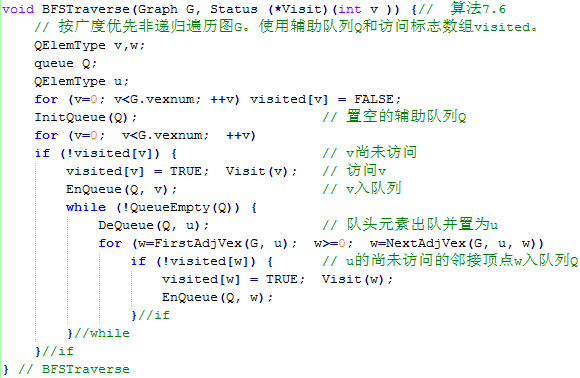 void BFSTraverse(Graph G, Status (*Visit)(int v )) {// 算法7.6
// 按广度优先非递归遍历图G。使用辅助队列Q和访问标志数组visited。
QElemType v,w;
queue Q;
QElemType u;
for (v=0; v<G.vexnum; ++v) visited[v] = FALSE;
InitQueue(Q); // 置空的辅助队列Q
for (v=0; v<G.vexnum; ++v)
if (!visited[v]) { // v尚未访问
visited[v] = TRUE; Visit(v); // 访问v
EnQueue(Q, v); // v入队列
while (!QueueEmpty(Q)) {
DeQueue(Q, u); // 队头元素出队并置为u
for (w=FirstAdjVex(G, u); w>=0; w=NextAdjVex(G, u, w))
if (!visited[w]) { // u的尚未访问的邻接顶点w入队列Q
visited[w] = TRUE; Visit(w);
EnQueue(Q, w);
}//if
}//while
}//if
} // BFSTraverse